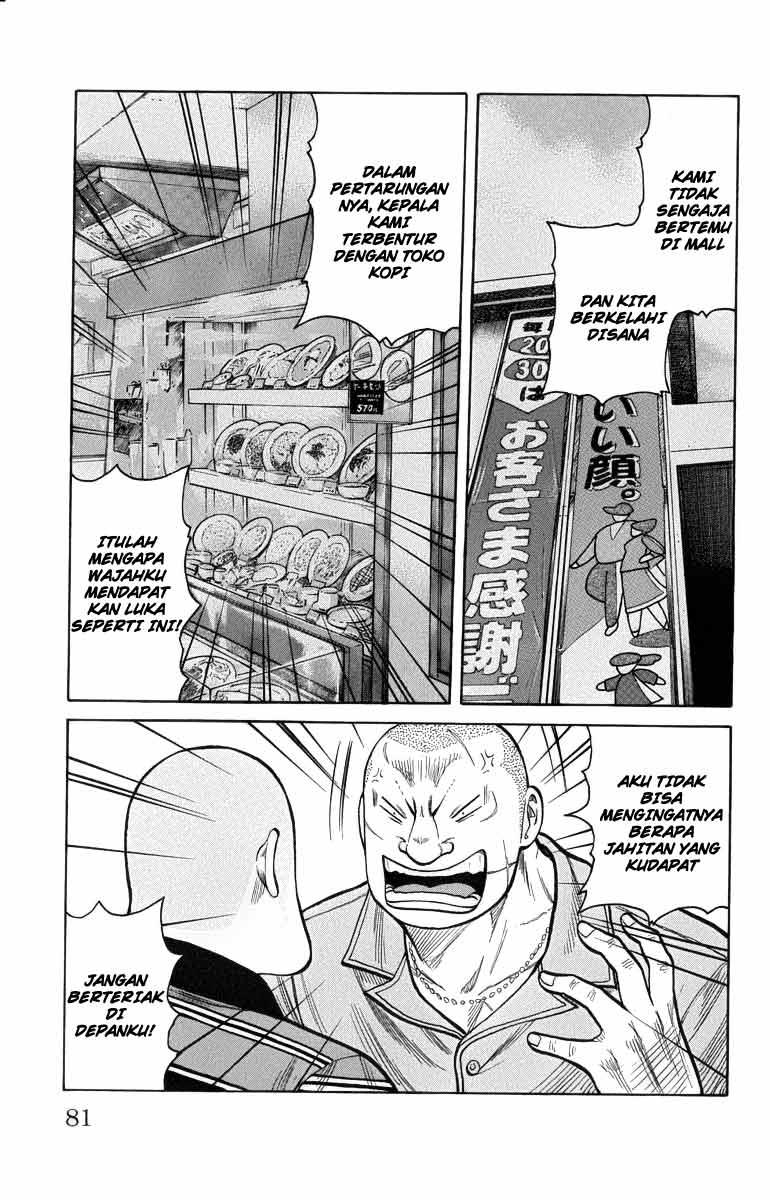 KAMI
TIDAK
SENGAJA
BERTEMU
DI MALL
DAN KITA
BERKELAHI
DISANA
毎
20
30
は
お客さま感謝
いい顔。
DALAM
PERTARUNGAN
NYA, KEPALA
KAMI
TERBENTUR
DENGAN TOKO
KOPI
570
ITULAH
MENGAPA
WAJAHKU
MENDAPAT
KAN LUKA
SEPERTI INI!
AKU TIDAK
BISA
MENGINGATNYA
BERAPA
JAHITAN YANG
KUDAPAT
JANGAN
BERTERIAK
DI
DEPANKU!
81